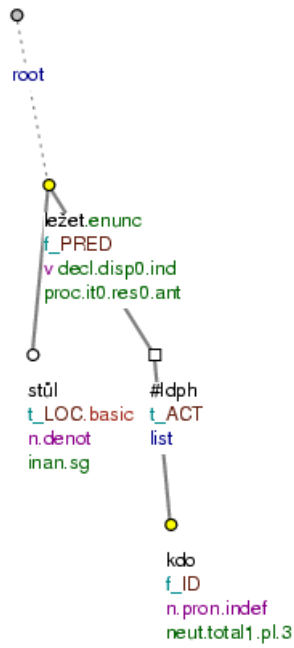 root
ležet.enunc
f_PRED
v decl.disp0.ind
proc.it0.res0.ant
stůl
t_LOC.basic
n.denot
inan.sg
#Idph
t_ACT
list
kdo
f_ID
n.pron.indef
neut.total1.pl.3